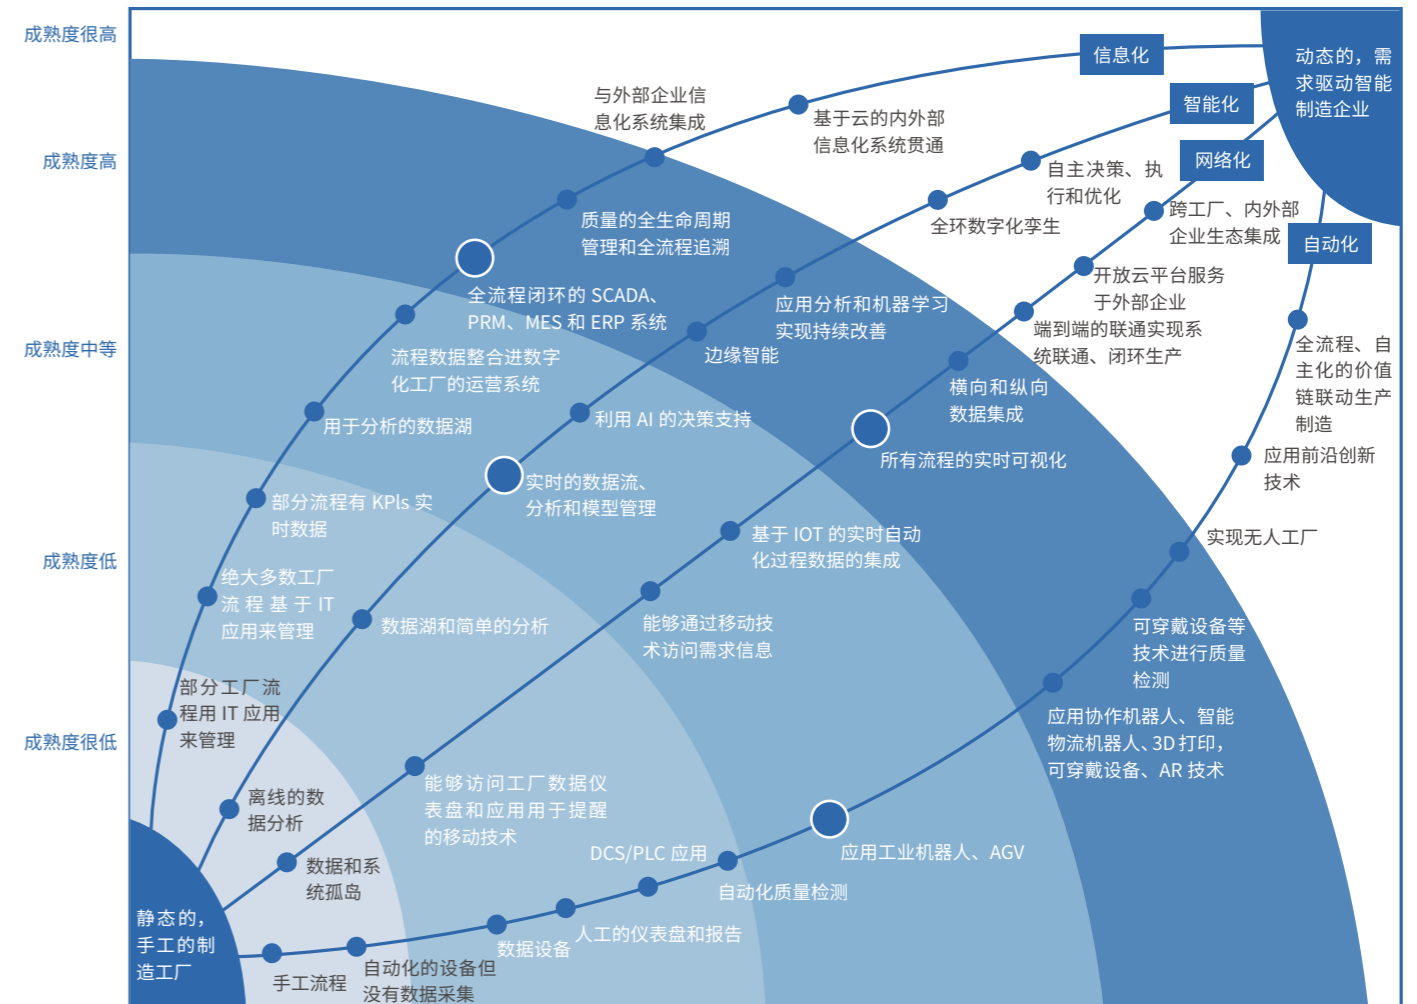 成熟度很高
成熟度高
成熟度中等
成熟度低
成熟度很低
信息化
智能化
网络化
自动化
动态的，需
求驱动智能
制造企业
与外部企业信
息化系统集成
基于云的内外部
信息化系统贯通
质量的全生命周期
管理和全流程追溯
全流程闭环的 SCADA、
PRM、MES 和 ERP 系统
流程数据整合进数字
化工厂的运营系统
用于分析的数据湖
部分流程有 KPls 实
时数据
绝大多数工厂
流程基于 IT
应用来管理
部分工厂流
程用 IT 应用
来管理
自主决策、执
行和优化
全环数字化孪生
应用分析和机器学习
实现持续改善
边缘智能
利用 AI 的决策支持
实时的数据流、
分析和模型管理
数据湖和简单的分析
离线的数
据分析
跨工厂、内外部
企业生态集成
开放云平台服务
于外部企业
端到端的联通实现系
统联通、闭环生产
横向和纵向
数据集成
所有流程的实时可视化
基于 IOT 的实时自动
化过程数据的集成
能够通过移动技
术访问需求信息
能够访问工厂数据仪
表盘和应用用于提醒
的移动技术
数据和系
统孤岛
全流程、自
主化的价值
链联动生产
制造
应用前沿创新
技术
实现无人工厂
可穿戴设备等
技术进行质量
检测
应用协作机器人、智能
物流机器人、3D 打印，
可穿戴设备、AR 技术
应用工业机器人、AGV
DCS/PLC 应用
自动化质量检测
人工的仪表盘和报告
数据设备
自动化的设备但
没有数据采集
手工流程
静态的，
手工的制
造工厂